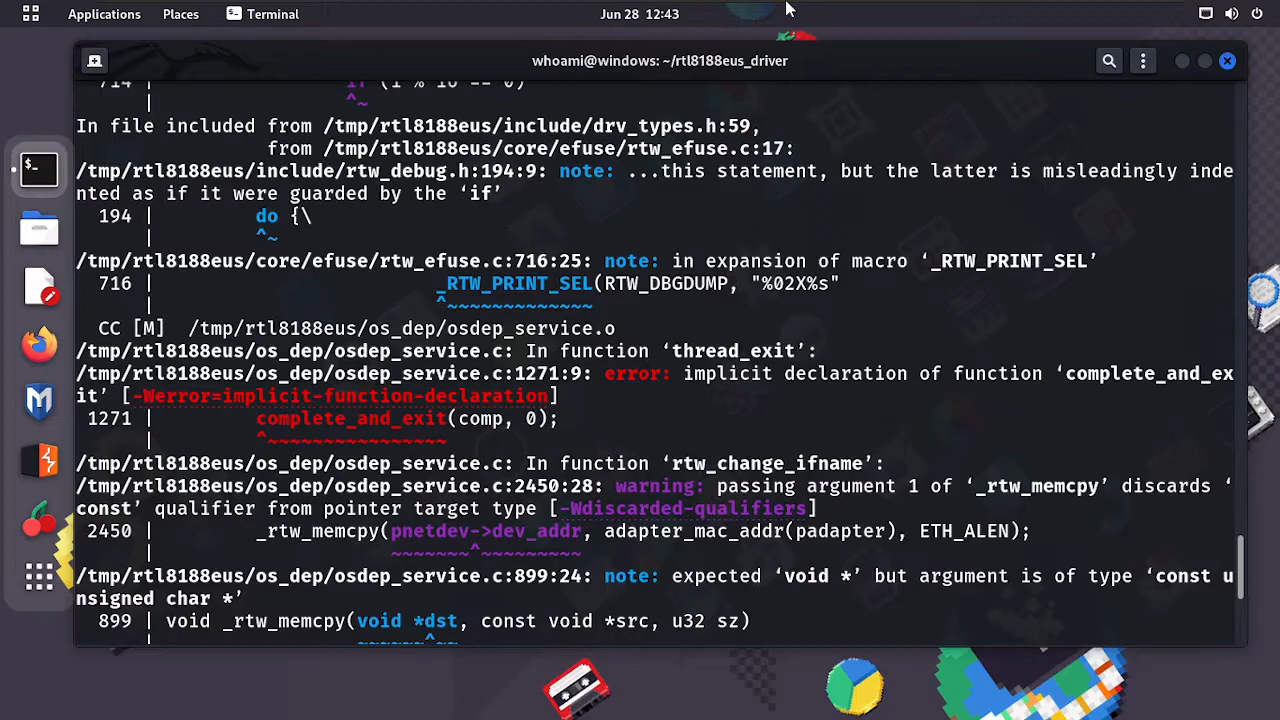 Applications Places Terminal Jun 28 12:43
whoami@windows: ~/rtl8188eus_driver
714 | if (i % 16 == 0)
| ^~
In file included from /tmp/rtl8188eus/include/drv_types.h:59,
from /tmp/rtl8188eus/core/efuse/rtw_efuse.c:17:
/tmp/rtl8188eus/include/rtw_debug.h:194:9: note: ...this statement, but the latter is misleadingly inde
nted as if it were guarded by the ‘if’
194 | do {\
| ^~
/tmp/rtl8188eus/core/efuse/rtw_efuse.c:716:25: note: in expansion of macro ‘_RTW_PRINT_SEL’
716 | _RTW_PRINT_SEL(RTW_DBGDUMP, "%02X%s"
| ^~~~~~~~~~~~~~
CC [M] /tmp/rtl8188eus/os_dep/osdep_service.o
/tmp/rtl8188eus/os_dep/osdep_service.c: In function ‘thread_exit’:
/tmp/rtl8188eus/os_dep/osdep_service.c:1271:9: error: implicit declaration of function ‘complete_and_ex
it’ [-Werror=implicit-function-declaration]
1271 | complete_and_exit(comp, 0);
| ^~~~~~~~~~~~~~~~~
/tmp/rtl8188eus/os_dep/osdep_service.c: In function ‘rtw_change_ifname’:
/tmp/rtl8188eus/os_dep/osdep_service.c:2450:28: warning: passing argument 1 of ‘_rtw_memcpy’ discards ‘
const’ qualifier from pointer target type [-Wdiscarded-qualifiers]
2450 | _rtw_memcpy(pnetdev->dev_addr, adapter_mac_addr(padapter), ETH_ALEN);
| ~~~~~~~^~~~~~~~~~
/tmp/rtl8188eus/os_dep/osdep_service.c:899:24: note: expected ‘void *’ but argument is of type ‘const u
nsigned char *’
899 | void _rtw_memcpy(void *dst, const void *src, u32 sz)
| ~~~~~~^~~